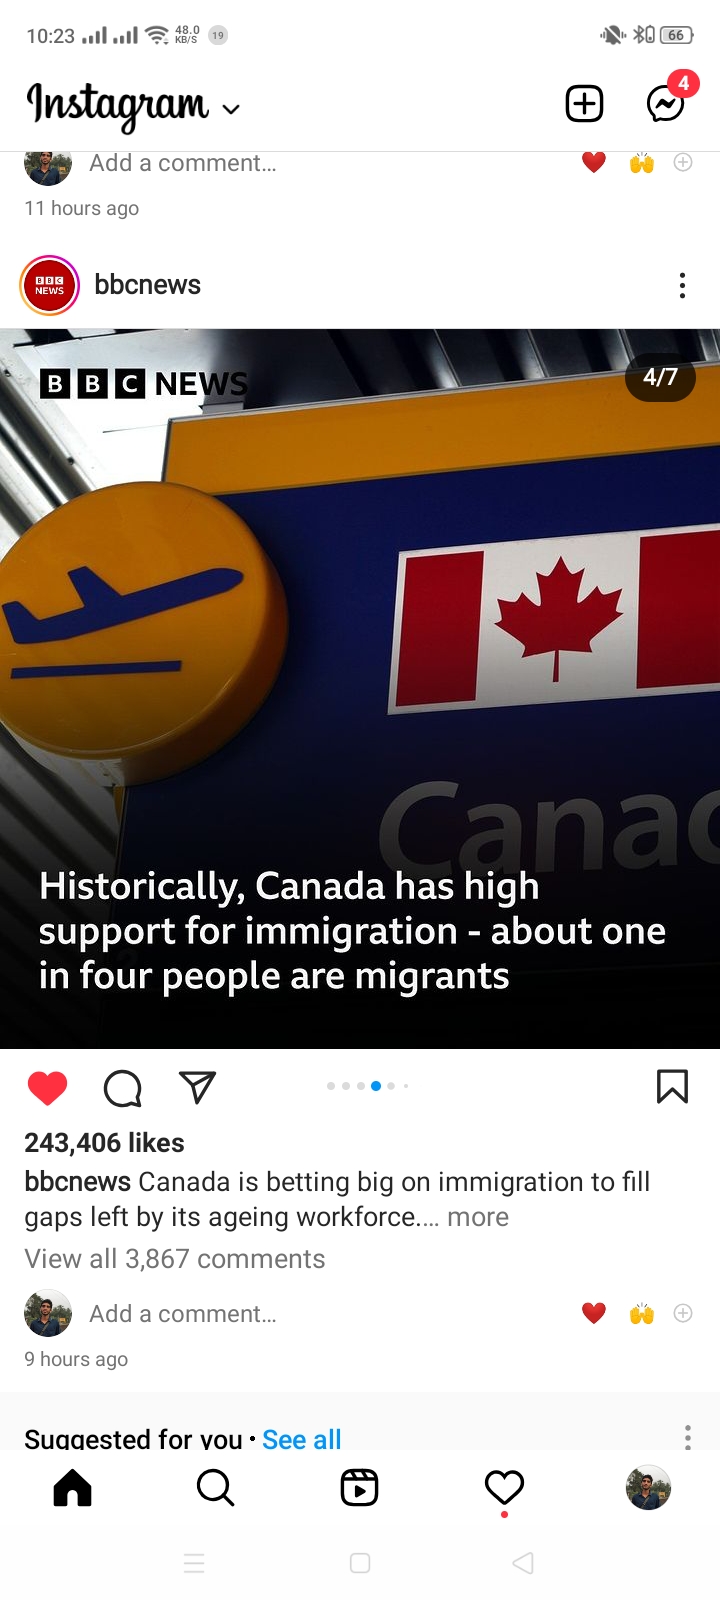 10:23 48.0 KB/S 19 66
Instagram 4
Add a comment...
11 hours ago
BBC NEWS bbcnews
BBC NEWS 4/7
Canad
Historically, Canada has high
support for immigration - about one
in four people are migrants
243,406 likes
bbcnews Canada is betting big on immigration to fill
gaps left by its ageing workforce.... more
View all 3,867 comments
Add a comment...
9 hours ago
Suggested for you • See all